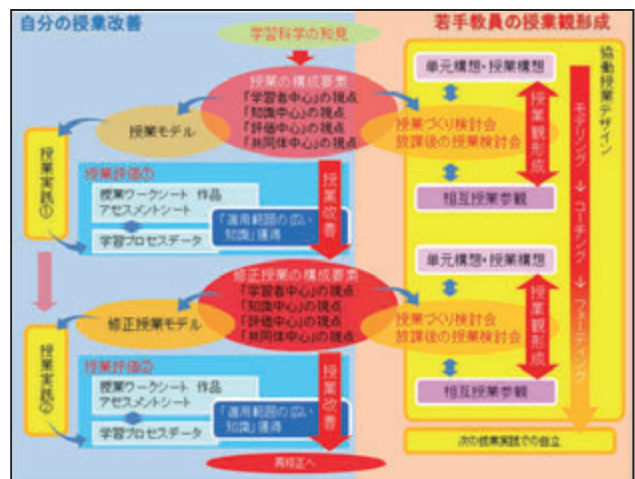 自分の授業改善
若手教員の授業観形成
学習科学の知見
授業の構成要素
「学習者中心」の視点
「知識中心」の視点
「評価中心」の視点
「共同体中心」の視点
授業モデル
授業づくり検討会
放課後の授業検討会
単元構想・授業構想
授業観形成
相互授業参観
協働授業デザイン
モデリング → コーチング → フェーディング
授業実践①
授業評価①
授業ワークシート 作品
アセスメントシート
学習プロセスデータ
「適用範囲の広い
知識」獲得
授業改善
修正授業の構成要素
「学習者中心」の視点
「知識中心」の視点
「評価中心」の視点
「共同体中心」の視点
修正授業モデル
授業づくり検討会
放課後の授業検討会
単元構想・授業構想
授業観形成
相互授業参観
授業実践②
授業評価②
授業ワークシート 作品
アセスメントシート
学習プロセスデータ
「適用範囲の広い
知識」獲得
授業改善
再修正へ
次の授業実践での自立